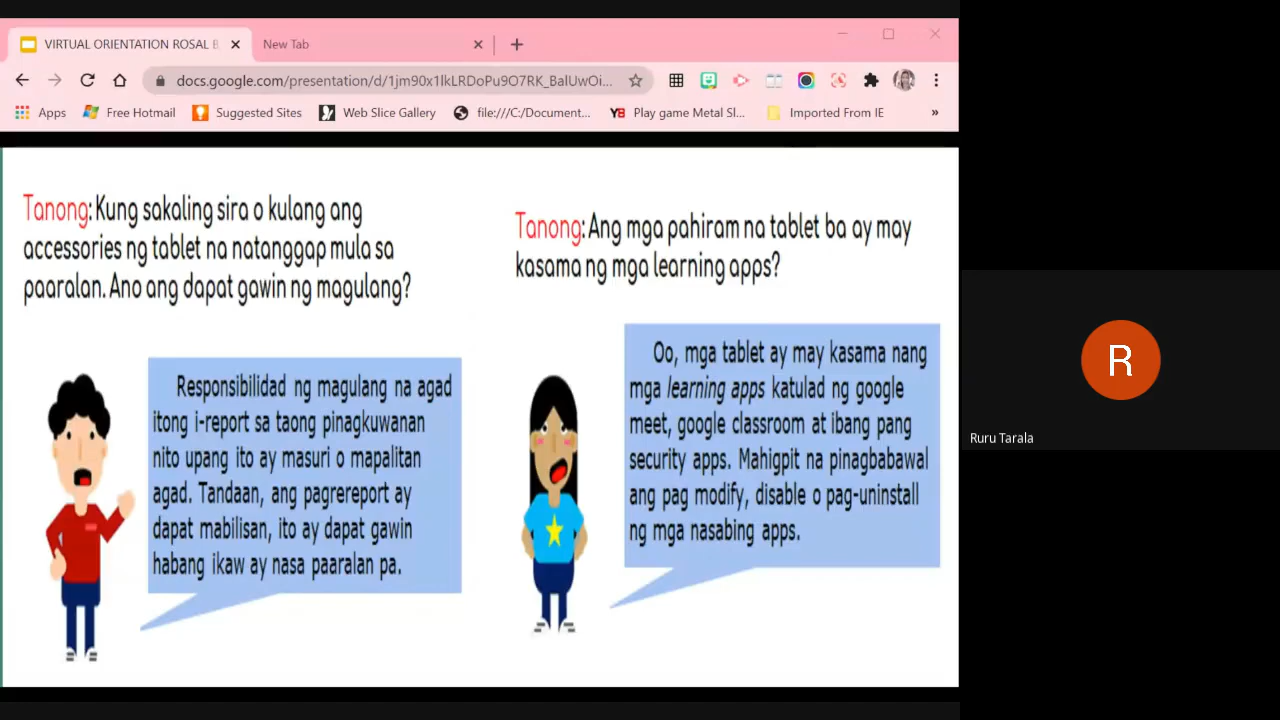 VIRTUAL ORIENTATION ROSAL B
New Tab
docs.google.com/presentation/d/1jm90x1lkLRDoPu9O7RK_BalUwOi...
Apps
Free Hotmail
Suggested Sites
Web Slice Gallery
file:///C:/Document...
Y8 Play game Metal Sl...
Imported From IE
»
Tanong: Kung sakaling sira o kulang ang
accessories ng tablet na natanggap mula sa
paaralan. Ano ang dapat gawin ng magulang?
Responsibilidad ng magulang na agad
itong i-report sa taong pinagkuwanan
nito upang ito ay masuri o mapalitan
agad. Tandaan, ang pagrereport ay
dapat mabilisan, ito ay dapat gawin
habang ikaw ay nasa paaralan pa.
Tanong: Ang mga pahiram na tablet ba ay may
kasama ng mga learning apps?
Oo, mga tablet ay may kasama nang
mga learning apps katulad ng google
meet, google classroom at ibang pang
security apps. Mahigpit na pinagbabawal
ang pag modify, disable o pag-uninstall
ng mga nasabing apps.
R
Ruru Tarala